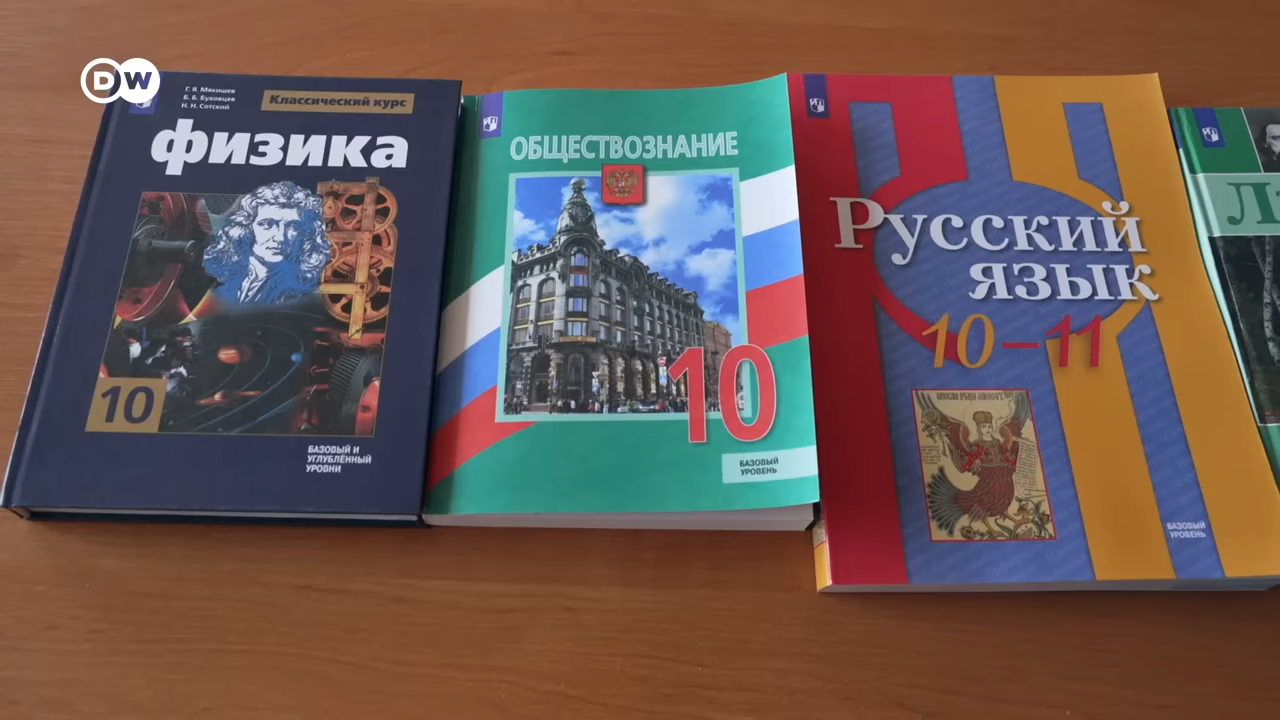 DW
Г. Я. Мякишев
Б. Б. Буховцев
Н. Н. Сотский
Классический курс
физика
10
БАЗОВЫЙ И
УГЛУБЛЁННЫЙ
УРОВНИ
ОБЩЕСТВОЗНАНИЕ
10
БАЗОВЫЙ
УРОВЕНЬ
Русский
язык
10–11
БАЗОВЫЙ
УРОВЕНЬ